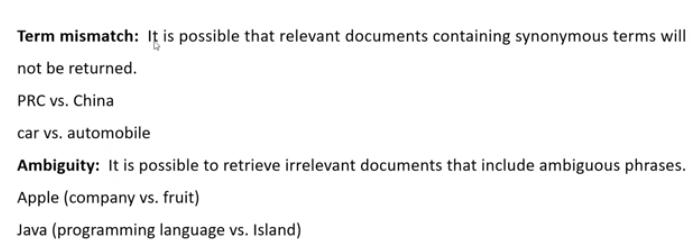 Term mismatch: It is possible that relevant documents containing synonymous terms will
not be returned.
PRC vs. China
car vs. automobile
Ambiguity: It is possible to retrieve irrelevant documents that include ambiguous phrases.
Apple (company vs. fruit)
Java (programming language vs. Island)